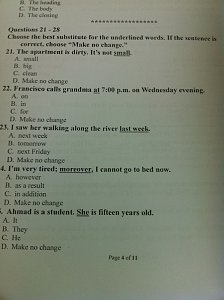 B. The heading
C. The body
D. The closing
********************
Questions 21 - 28
Choose the best substitute for the underlined words. If the sentence is
correct, choose "Make no change."
21. The apartment is dirty. It's not small.
A. small
B. big
C. clean
D. Make no change
22. Francisco calls grandma at 7:00 p.m. on Wednesday evening.
A. on
B. in
C. for
D. Make no change
23. I saw her walking along the river last week.
A. next week
B. tomorrow
C. next Friday
D. Make no change
4. I'm very tired; moreover, I cannot go to bed now.
A. however
B. as a result
C. in addition
D. Make no change
. Ahmad is a student. She is fifteen years old.
A. It
B. They
C. He
D. Make no change
Page 4 of 11